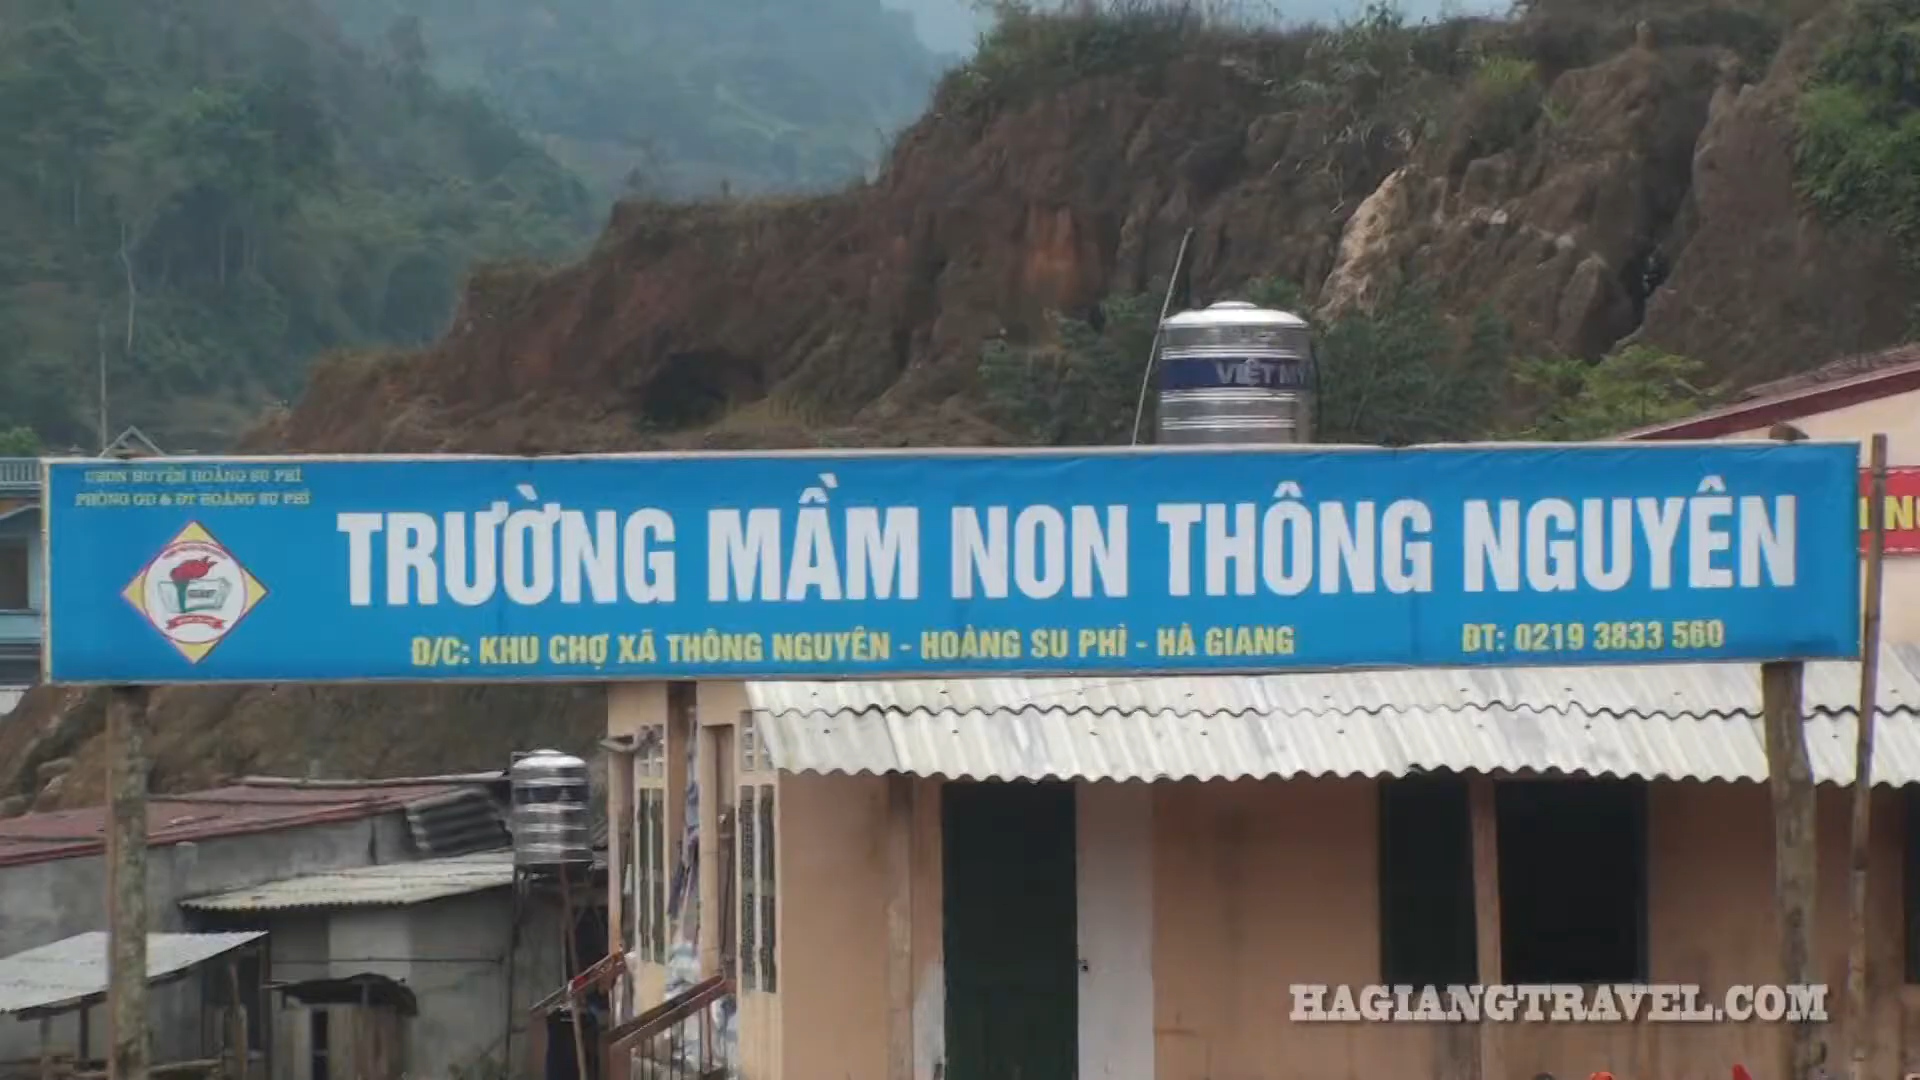 VIỆT MỸ
UBDN HUYỆN HOÀNG SU PHÌ
PHÒNG GD & ĐT HOÀNG SU PHÌ
TRƯỜNG MẦM NON THÔNG NGUYÊN
Đ/C: KHU CHỢ XÃ THÔNG NGUYÊN - HOÀNG SU PHÌ - HÀ GIANG
ĐT: 0219 3833 560
HAGIANGTRAVEL.COM